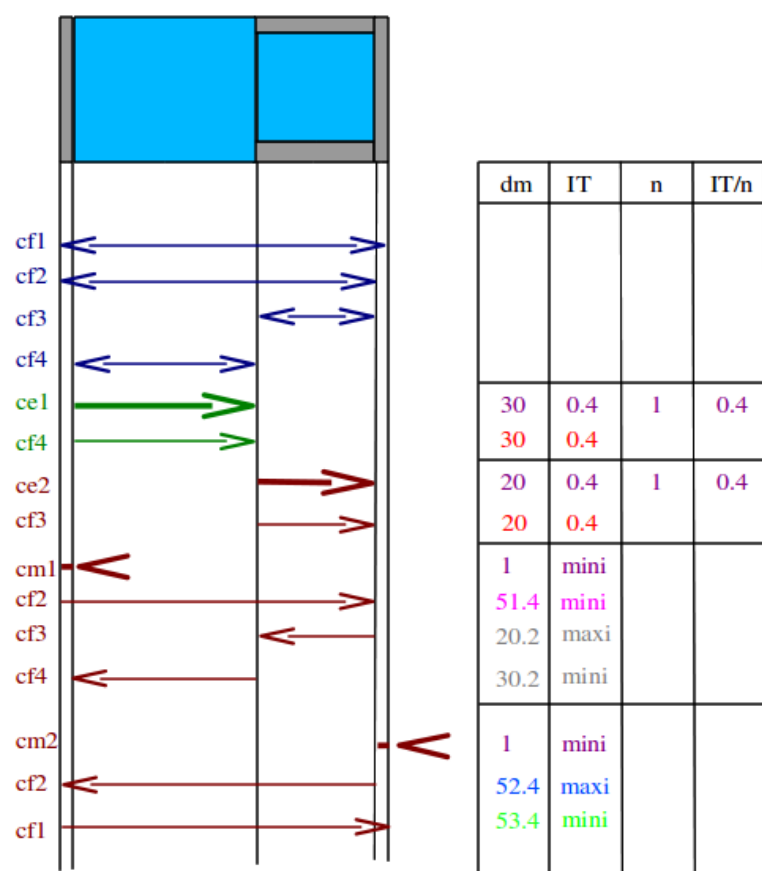 dm IT n IT/n
cf1
cf2
cf3
cf4
ce1 30 0.4 1 0.4
cf4 30 0.4
ce2 20 0.4 1 0.4
cf3 20 0.4
cm1 1 mini
cf2 51.4 mini
cf3 20.2 maxi
cf4 30.2 mini
cm2 1 mini
cf2 52.4 maxi
cf1 53.4 mini